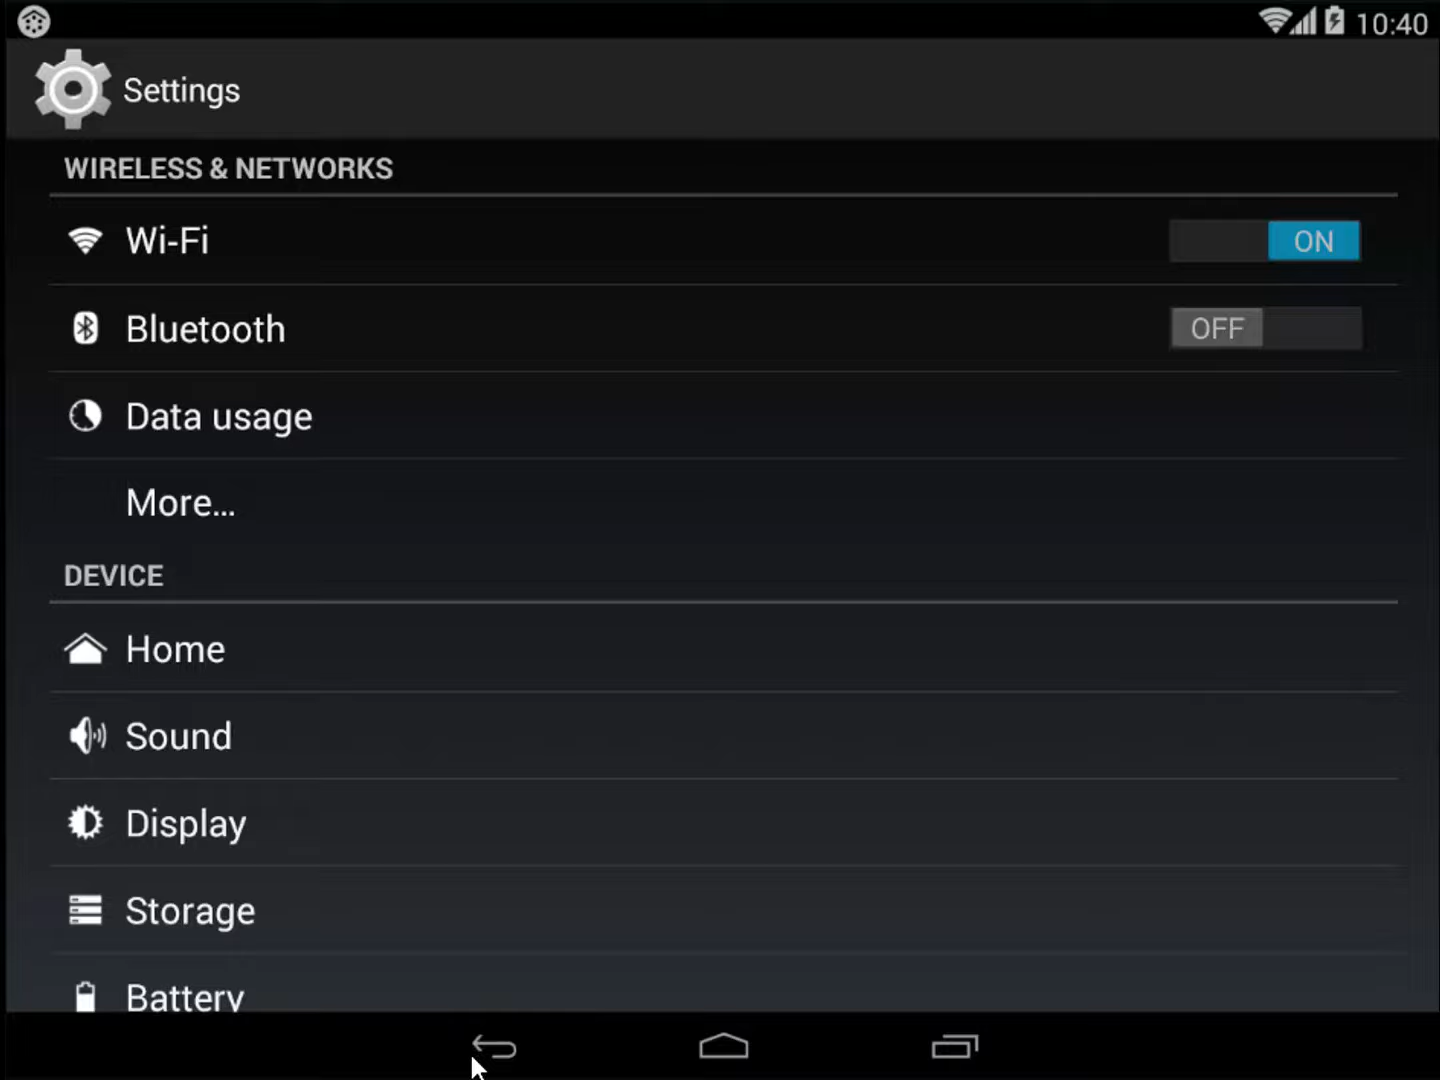 10:40
Settings
WIRELESS & NETWORKS
Wi-Fi
ON
Bluetooth
OFF
Data usage
More...
DEVICE
Home
Sound
Display
Storage
Battery